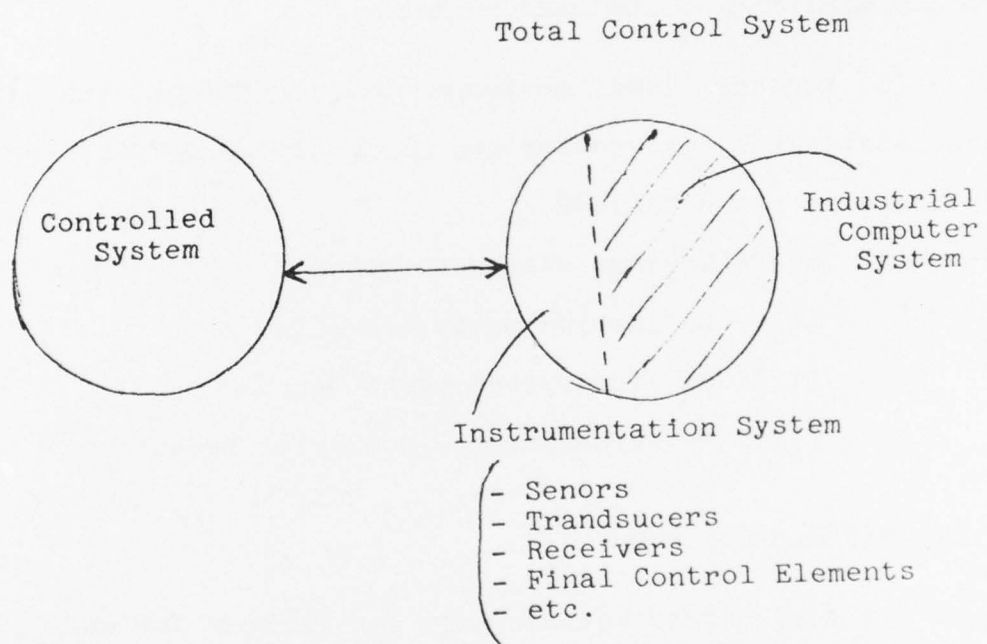 Total Control System
Controlled
System
Industrial
Computer
System
Instrumentation System
- Senors
- Trandsucers
- Receivers
- Final Control Elements
- etc.